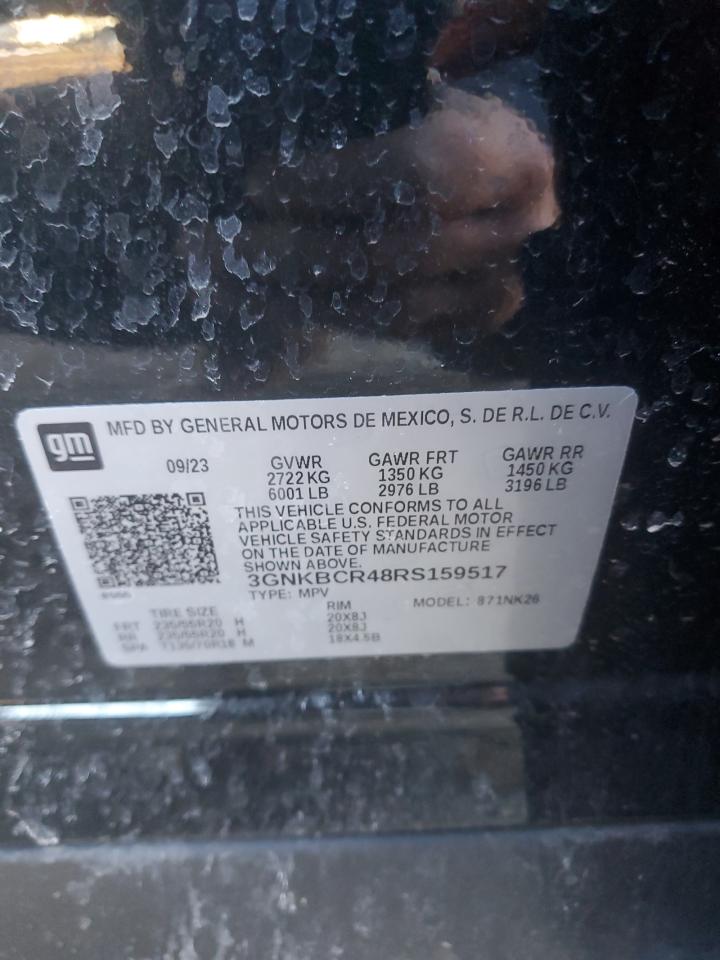 gm
MFD BY GENERAL MOTORS DE MEXICO, S. DE R.L. DE C.V.
09/23 GVWR GAWR FRT GAWR RR
2722 KG 1350 KG 1450 KG
6001 LB 2976 LB 3196 LB
THIS VEHICLE CONFORMS TO ALL
APPLICABLE U.S. FEDERAL MOTOR
VEHICLE SAFETY STANDARDS IN EFFECT
ON THE DATE OF MANUFACTURE
SHOWN ABOVE.
3GNKBCR48RS159517
TYPE: MPV MODEL: 871NK26
TIRE SIZE RIM
FRT 235/55R20 H 20X8J
RR 235/55R20 H 20X8J
SPA M 18X4.5B